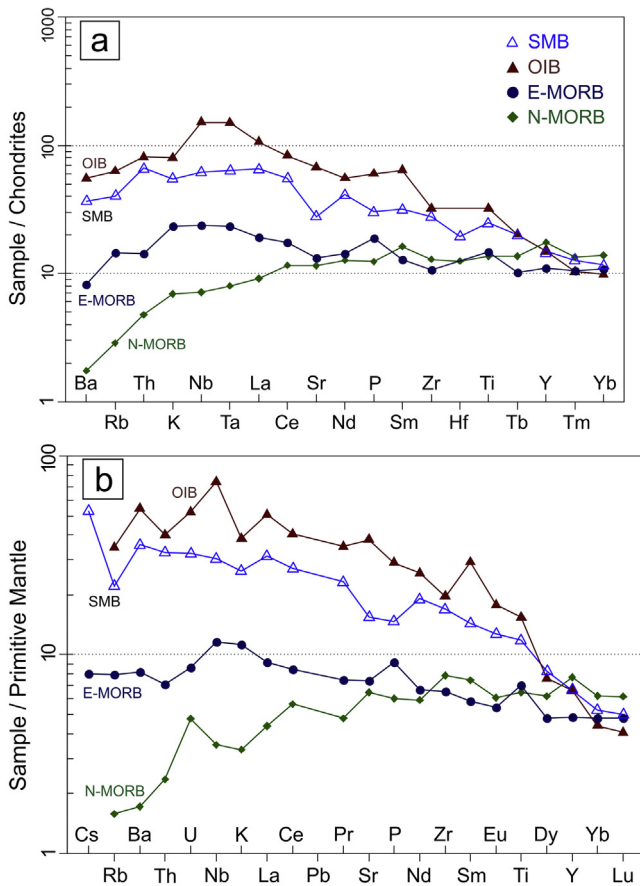 a
SMB
OIB
E-MORB
N-MORB
1000
100
10
1
Sample / Chondrites
OIB
SMB
E-MORB
N-MORB
Ba Th Nb La Sr P Zr Ti Y Yb
Rb K Ta Ce Nd Sm Hf Tb Tm
b
100
10
1
Sample / Primitive Mantle
OIB
SMB
E-MORB
N-MORB
Cs Ba U K Ce Pr P Zr Eu Dy Yb
Rb Th Nb La Pb Sr Nd Sm Ti Y Lu